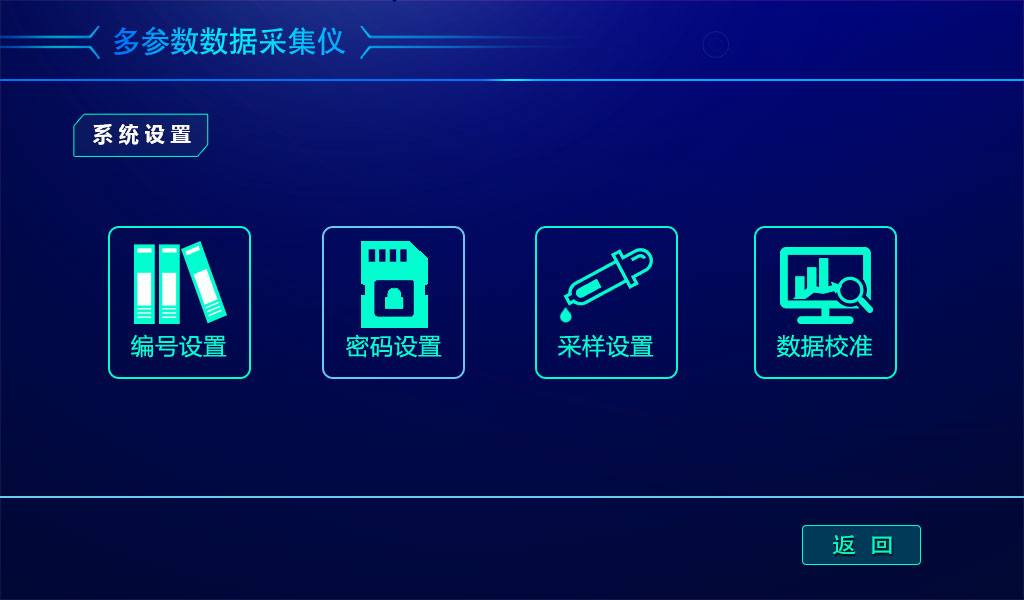 多参数数据采集仪
系统设置
编号设置
密码设置
采样设置
数据校准
返 回